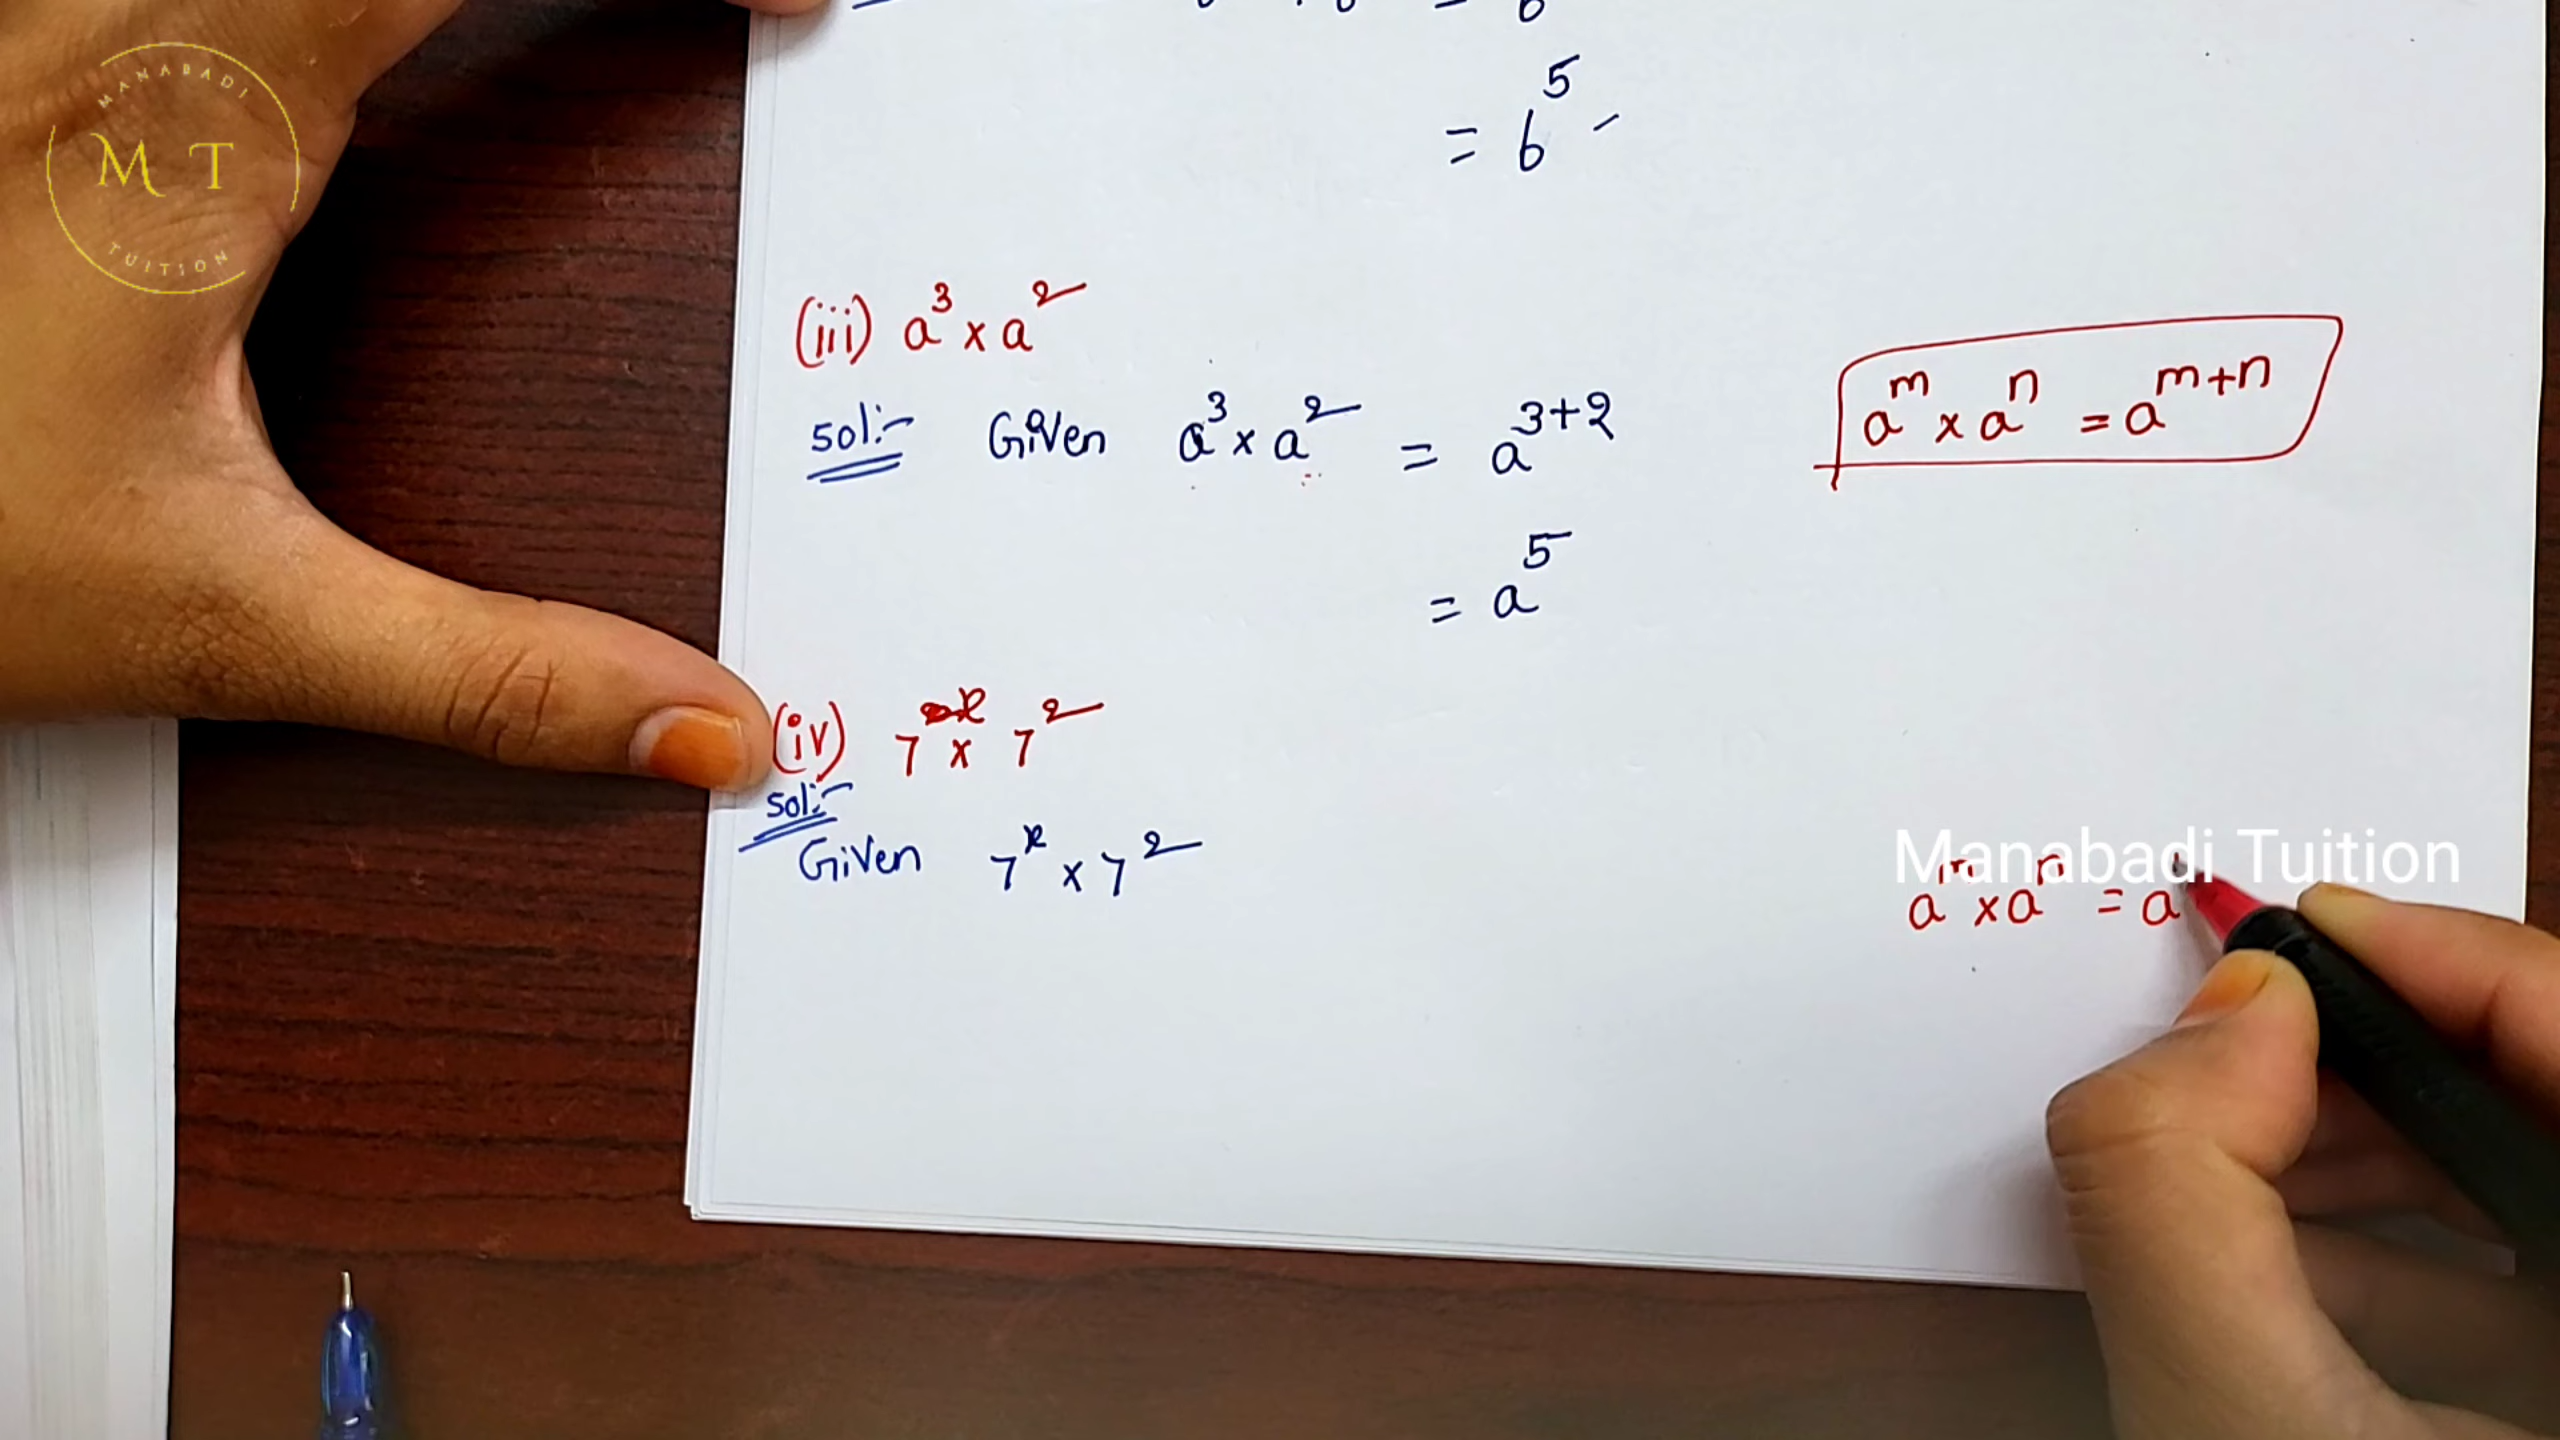 MANABADI
M T
TUITION
= 6⁵
(iii) a³ x a²
Sol:- Given a³ x a² = a³⁺²
aᵐ x aⁿ = aᵐ⁺ⁿ
= a⁵
(iv) 7ˣ x 7²
Sol:-
Given 7ˣ x 7²
Manabadi Tuition
aᵐ x aⁿ = a